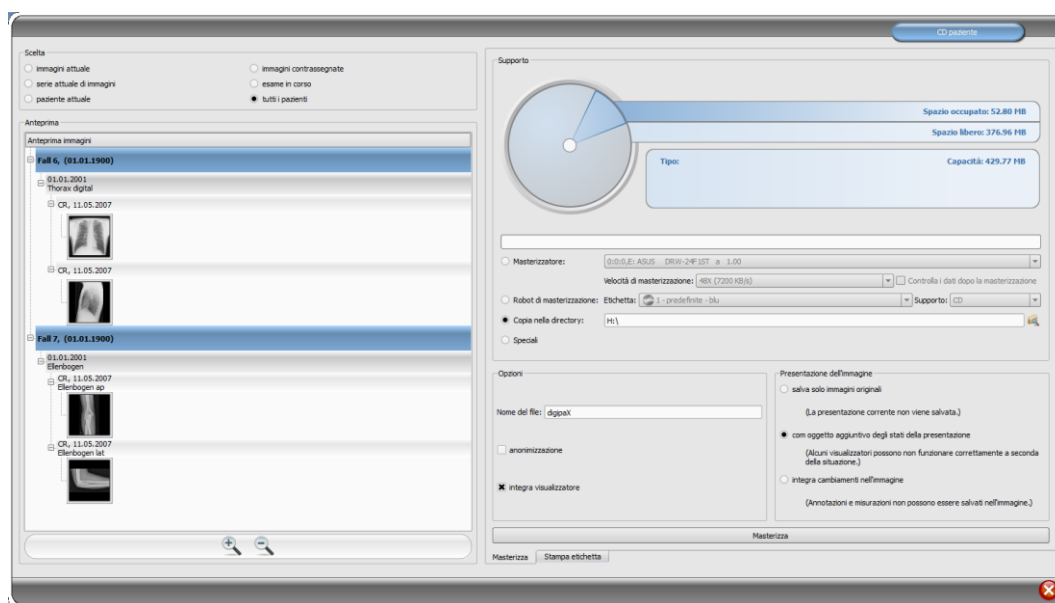 CD paziente
Scelta
immagini attuale
immagini contrassegnate
serie attuale di immagini
esame in corso
paziente attuale
tutti i pazienti
Anteprima
Anteprima immagini
Fall 6, (01.01.1900)
01.01.2001
Thorax digital
CR, 11.05.2007
CR, 11.05.2007
Fall 7, (01.01.1900)
01.01.2001
Ellenbogen
CR, 11.05.2007
Ellenbogen ap
CR, 11.05.2007
Ellenbogen lat
Supporto
Spazio occupato: 52.80 MB
Spazio libero: 376.96 MB
Tipo: Capacità: 429.77 MB
Masterizzatore: 0:0:0,E: ASUS DRW-24F1ST a 1.00
Velocità di masterizzazione: 48X (7200 KB/s) Controlla i dati dopo la masterizzazione
Robot di masterizzazione: Etichetta: 1 - predefinite - blu Supporto: CD
Copia nella directory: H:\
Speciali
Opzioni
Nome del file: digipaX
anonimizzazione
integra visualizzatore
Presentazione dell'immagine
salva solo immagini originali
(La presentazione corrente non viene salvata.)
com oggetto aggiuntivo degli stati della presentazione
(Alcuni visualizzatori possono non funzionare correttamente a seconda
della situazione.)
integra cambiamenti nell'immagine
(Annotazioni e misurazioni non possono essere salvati nell'immagine.)
Masterizza
Masterizza Stampa etichetta